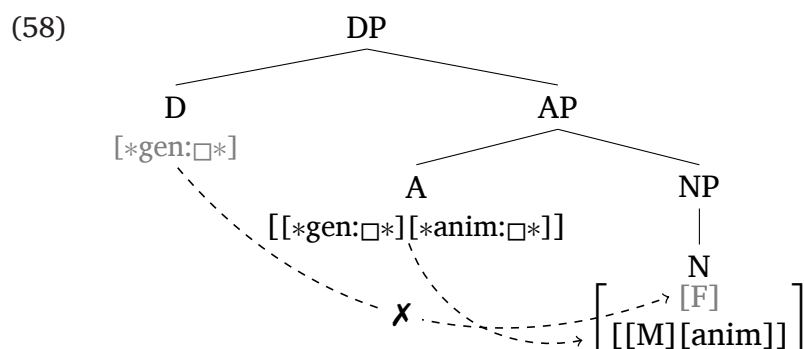 (58)
DP
D
AP
[∗gen:□∗]
A
NP
[[∗gen:□∗][∗anim:□∗]]
N
✗
[F]
[[M][anim]]